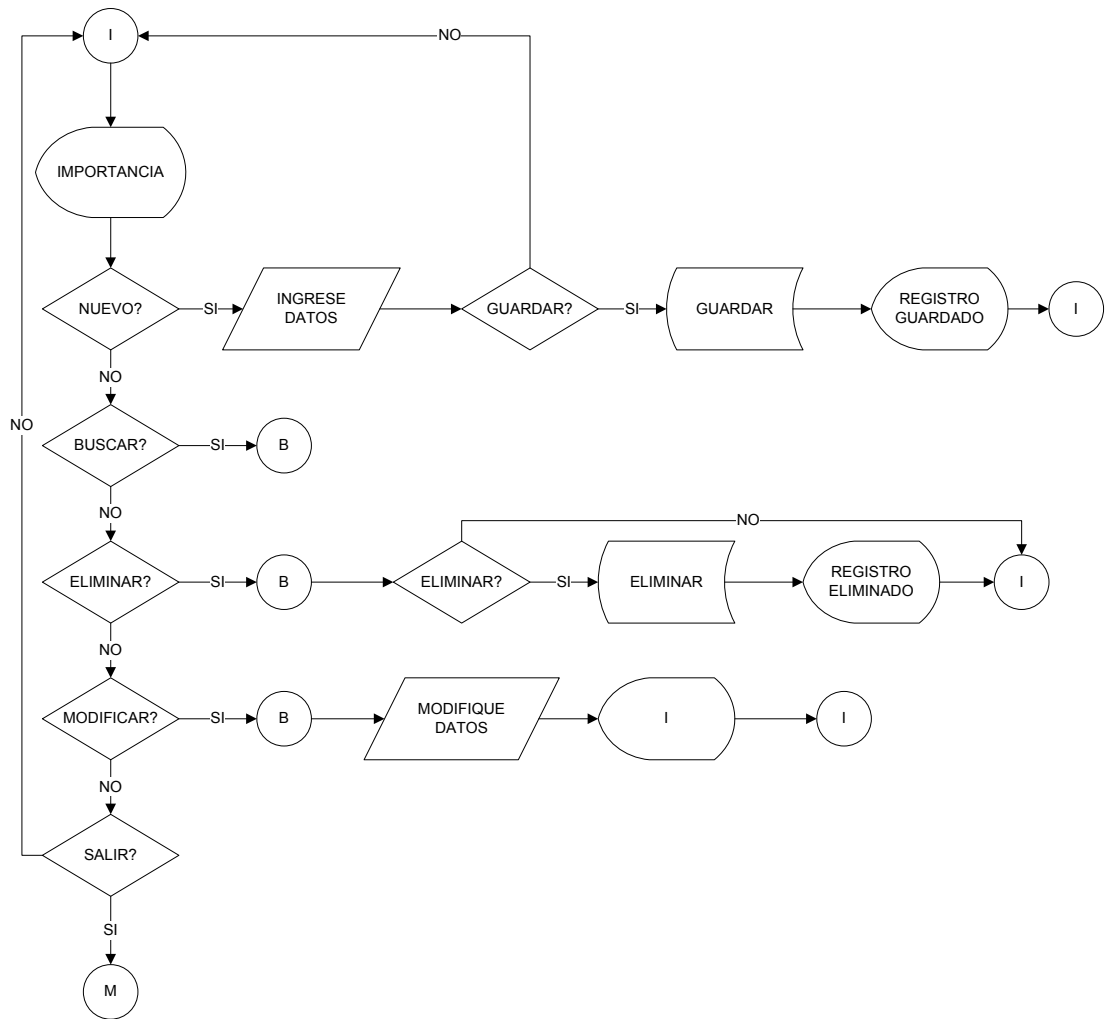 I
NO
IMPORTANCIA
NUEVO?
SI
INGRESE
DATOS
GUARDAR?
SI
GUARDAR
REGISTRO
GUARDADO
I
NO
NO
BUSCAR?
SI
B
NO
NO
ELIMINAR?
SI
B
ELIMINAR?
SI
ELIMINAR
REGISTRO
ELIMINADO
I
NO
MODIFICAR?
SI
B
MODIFIQUE
DATOS
I
I
NO
SALIR?
SI
M